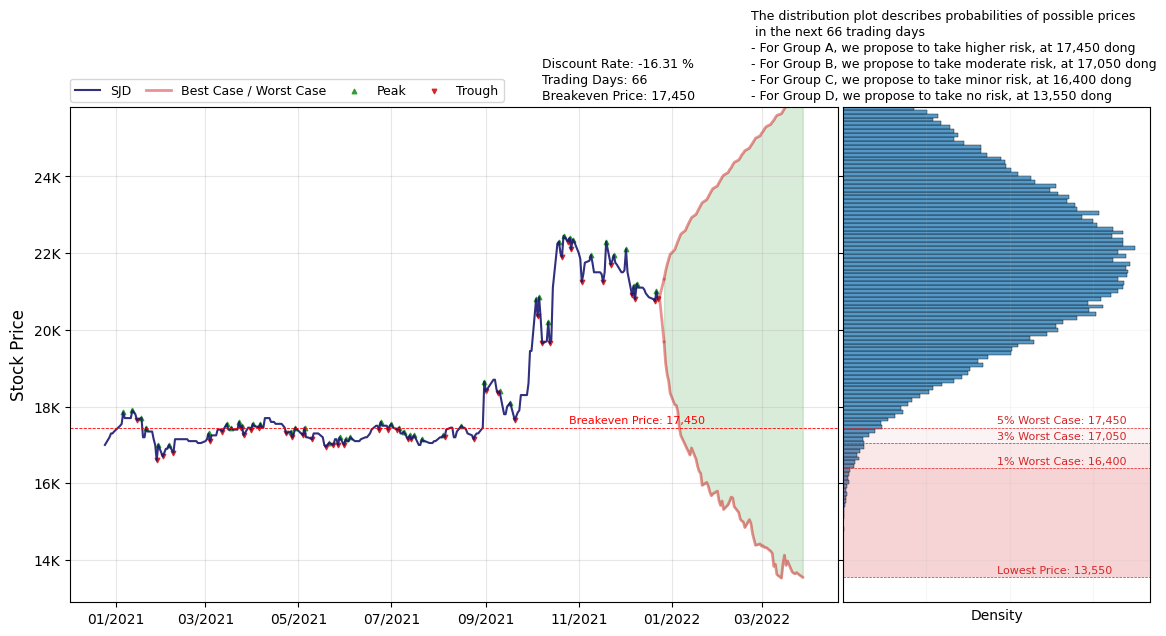 The distribution plot describes probabilities of possible prices
in the next 66 trading days
- For Group A, we propose to take higher risk, at 17,450 dong
- For Group B, we propose to take moderate risk, at 17,050 dong
- For Group C, we propose to take minor risk, at 16,400 dong
- For Group D, we propose to take no risk, at 13,550 dong
Discount Rate: -16.31 %
Trading Days: 66
Breakeven Price: 17,450
SJD
Best Case / Worst Case
Peak
Trough
Stock Price
24K
22K
20K
18K
16K
14K
Breakeven Price: 17,450
5% Worst Case: 17,450
3% Worst Case: 17,050
1% Worst Case: 16,400
Lowest Price: 13,550
01/2021
03/2021
05/2021
07/2021
09/2021
11/2021
01/2022
03/2022
Density